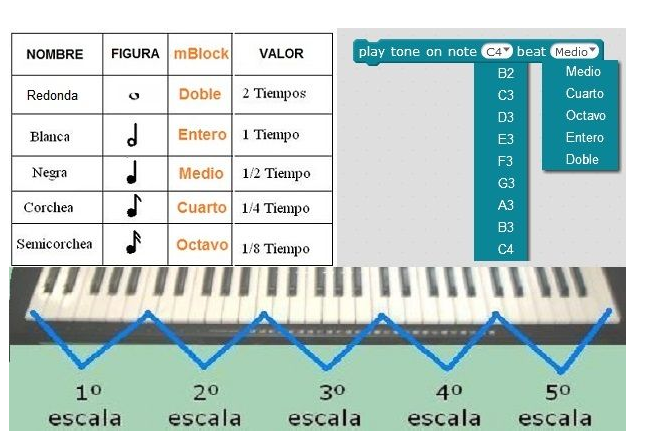 NOMBRE FIGURA mBlock VALOR
Redonda Doble 2 Tiempos
Blanca Entero 1 Tiempo
Negra Medio 1/2 Tiempo
Corchea Cuarto 1/4 Tiempo
Semicorchea Octavo 1/8 Tiempo
play tone on note C4 beat Medio
B2
C3
D3
E3
F3
G3
A3
B3
C4
Medio
Cuarto
Octavo
Entero
Doble
1º escala
2º escala
3º escala
4º escala
5º escala